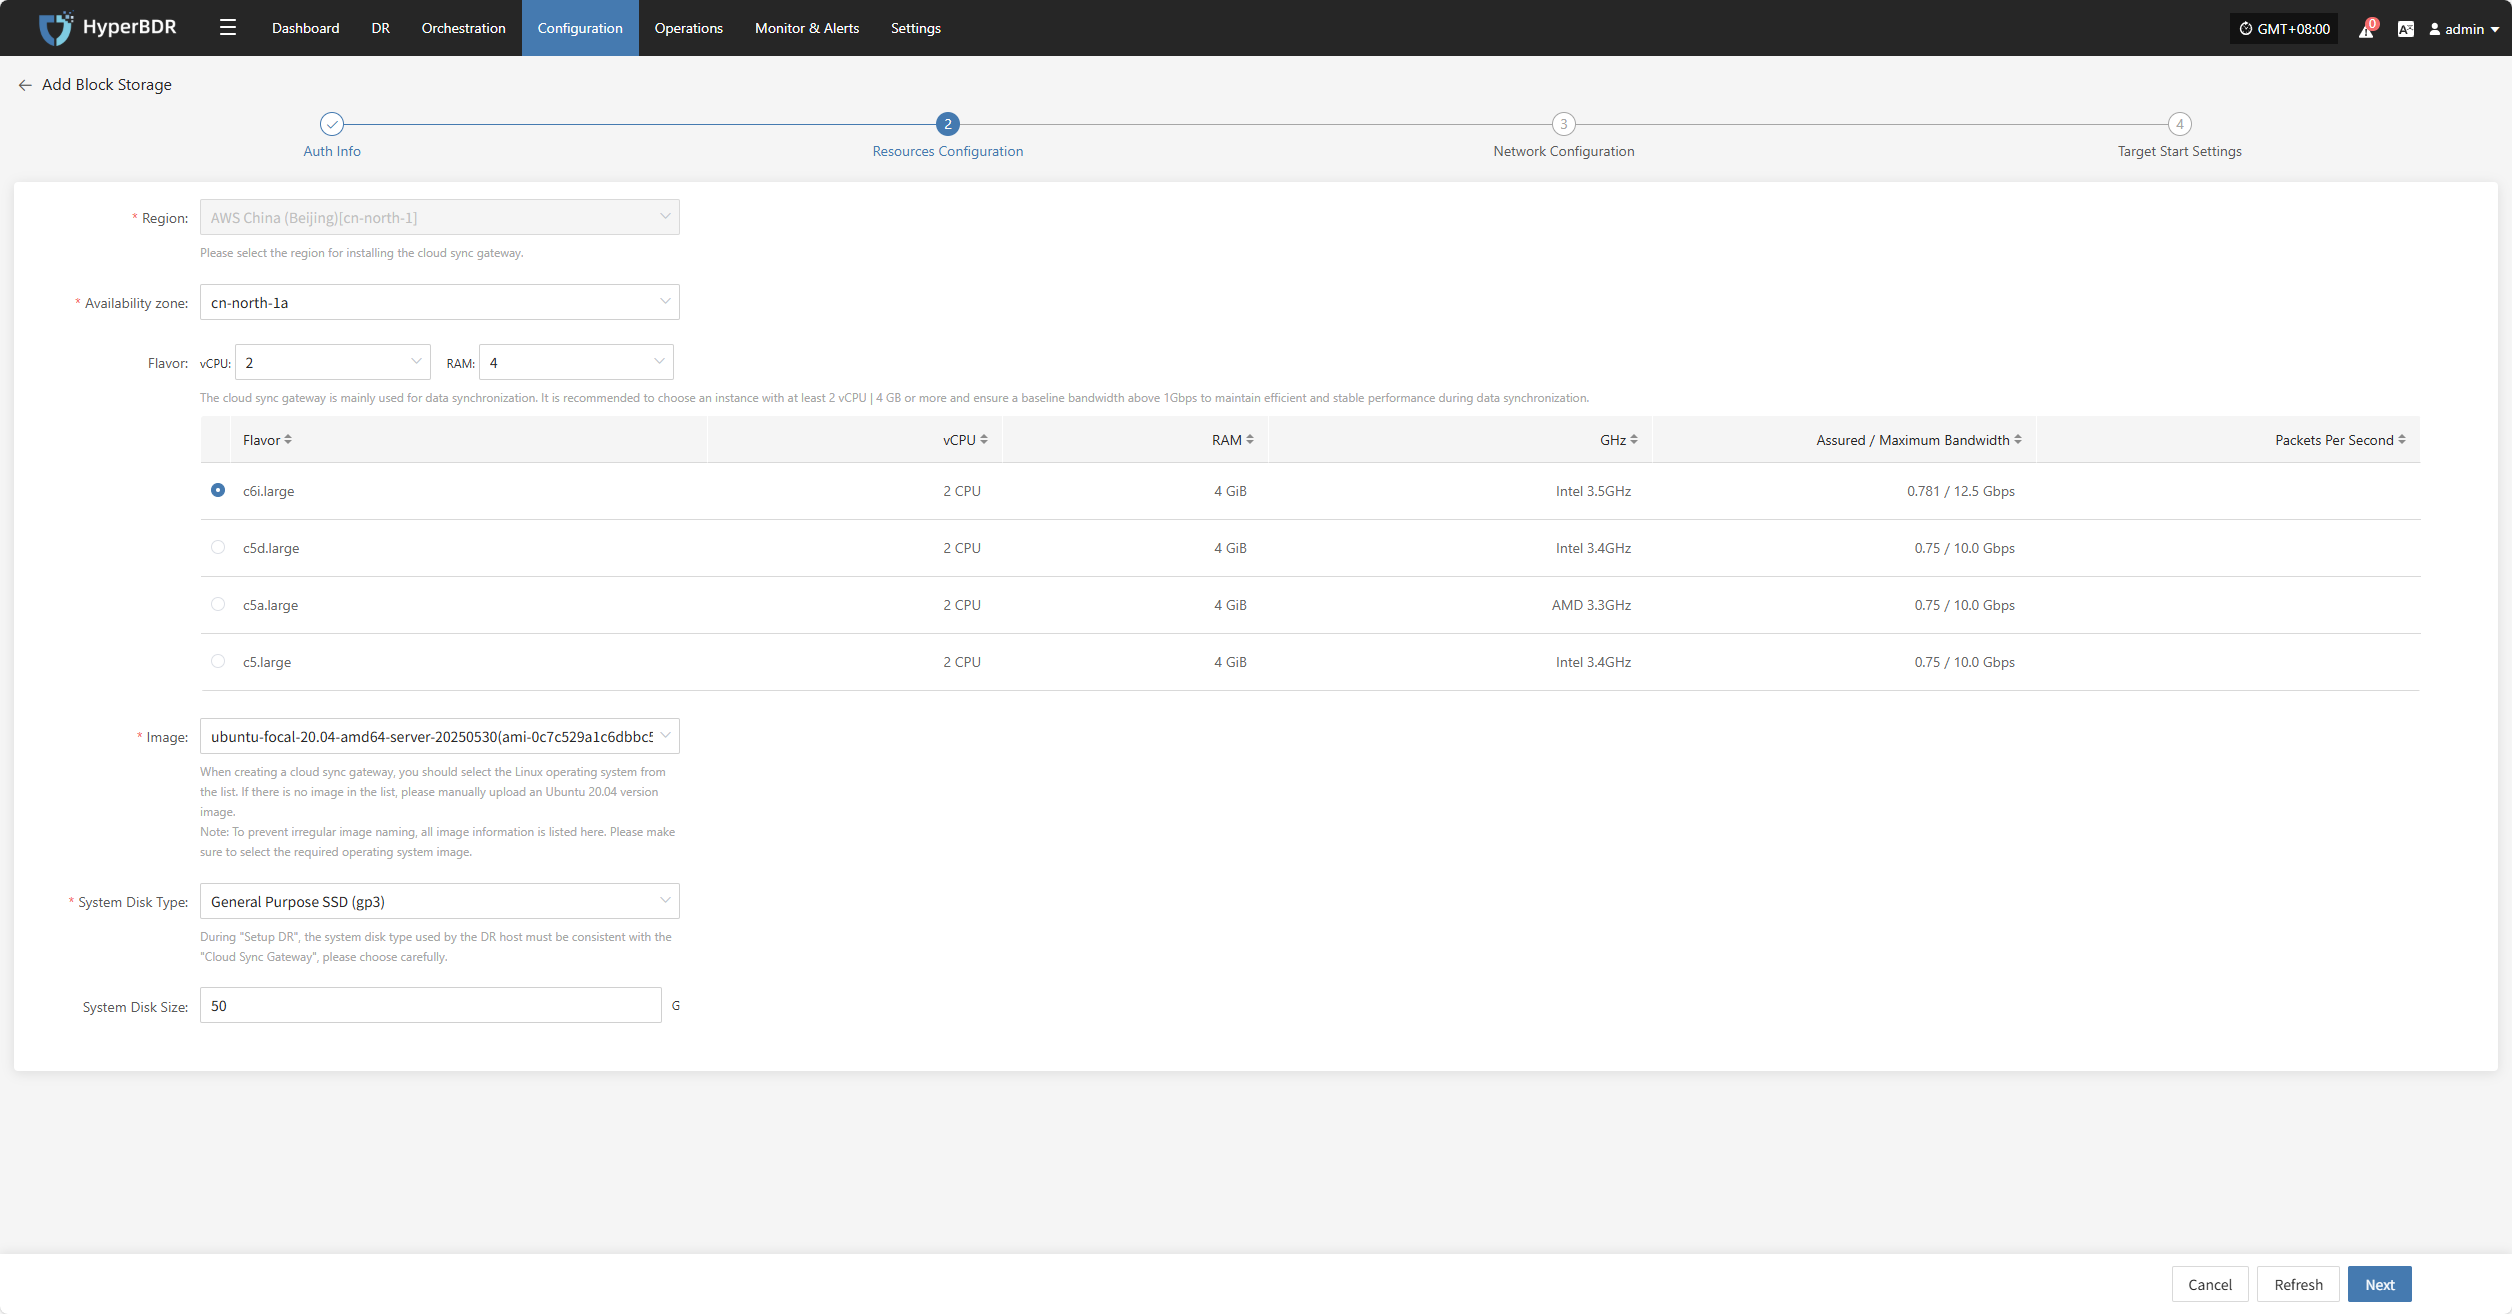 HyperBDR
Dashboard
DR
Orchestration
Configuration
Operations
Monitor & Alerts
Settings
GMT+08:00
0
admin
Add Block Storage
Auth Info
2
Resources Configuration
3
Network Configuration
4
Target Start Settings
* Region:
AWS China (Beijing)[cn-north-1]
Please select the region for installing the cloud sync gateway.
* Availability zone:
cn-north-1a
Flavor:
vCPU:
2
RAM:
4
The cloud sync gateway is mainly used for data synchronization. It is recommended to choose an instance with at least 2 vCPU | 4 GB or more and ensure a baseline bandwidth above 1Gbps to maintain efficient and stable performance during data synchronization.
Flavor vCPU RAM GHz Assured / Maximum Bandwidth Packets Per Second
c6i.large 2 CPU 4 GiB Intel 3.5GHz 0.781 / 12.5 Gbps
c5d.large 2 CPU 4 GiB Intel 3.4GHz 0.75 / 10.0 Gbps
c5a.large 2 CPU 4 GiB AMD 3.3GHz 0.75 / 10.0 Gbps
c5.large 2 CPU 4 GiB Intel 3.4GHz 0.75 / 10.0 Gbps
* Image:
ubuntu-focal-20.04-amd64-server-20250530(ami-0c7c529a1c6dbbc5
When creating a cloud sync gateway, you should select the Linux operating system from
the list. If there is no image in the list, please manually upload an Ubuntu 20.04 version
image.
Note: To prevent irregular image naming, all image information is listed here. Please make
sure to select the required operating system image.
* System Disk Type:
General Purpose SSD (gp3)
During "Setup DR", the system disk type used by the DR host must be consistent with the
"Cloud Sync Gateway", please choose carefully.
System Disk Size:
50
G
Cancel
Refresh
Next